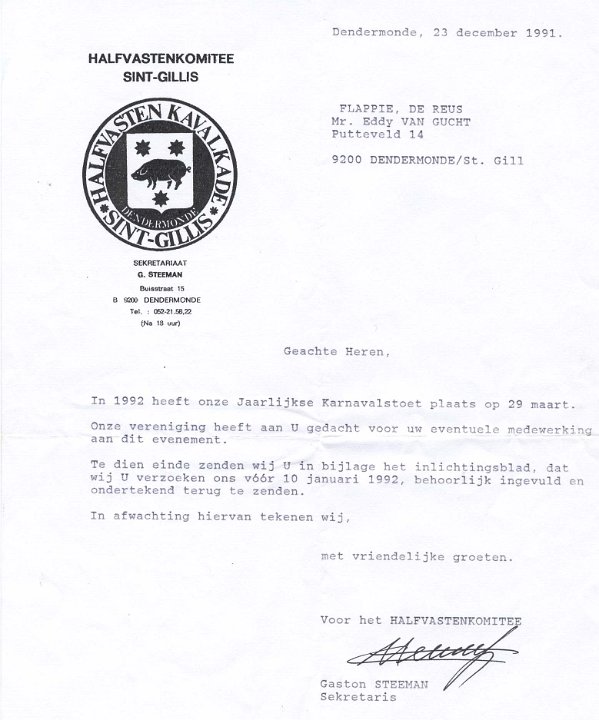 Dendermonde, 23 december 1991.
HALFVASTENKOMITEE
SINT-GILLIS
HALFVASTEN KAVALKADE
DENDERMONDE
* SINT-GILLIS *
SEKRETARIAAT
G. STEEMAN
Buisstraat 15
B 9200 DENDERMONDE
Tel. : 052-21.58,22
(Na 18 uur)
FLAPPIE, DE REUS
Mr. Eddy VAN GUCHT
Putteveld 14
9200 DENDERMONDE/St. Gill
Geachte Heren,
In 1992 heeft onze Jaarlijkse Karnavalstoet plaats op 29 maart.
Onze vereniging heeft aan U gedacht voor uw eventuele medewerking
aan dit evenement.
Te dien einde zenden wij U in bijlage het inlichtingsblad, dat
wij U verzoeken ons vóór 10 januari 1992, behoorlijk ingevuld en
ondertekend terug te zenden.
In afwachting hiervan tekenen wij,
met vriendelijke groeten.
Voor het HALFVASTENKOMITEE
Gaston STEEMAN
Sekretaris